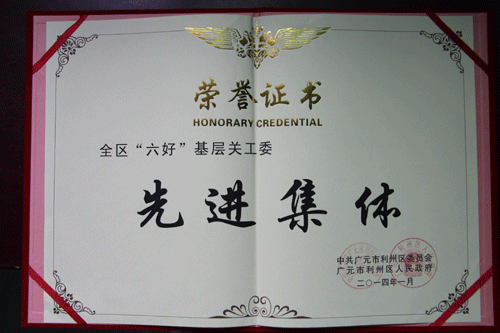 荣誉证书
HONORARY CREDENTIAL
全区“六好”基层关工委
先进集体
中共广元市利州区委员会
广元市利州区人民政府
二〇一四年一月